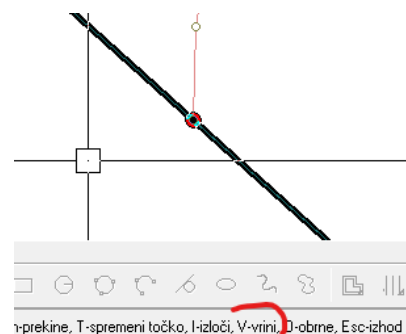 -prekine, T-spremeni točko, I-izloči, V-vrini, O-obrne, Esc-izhod